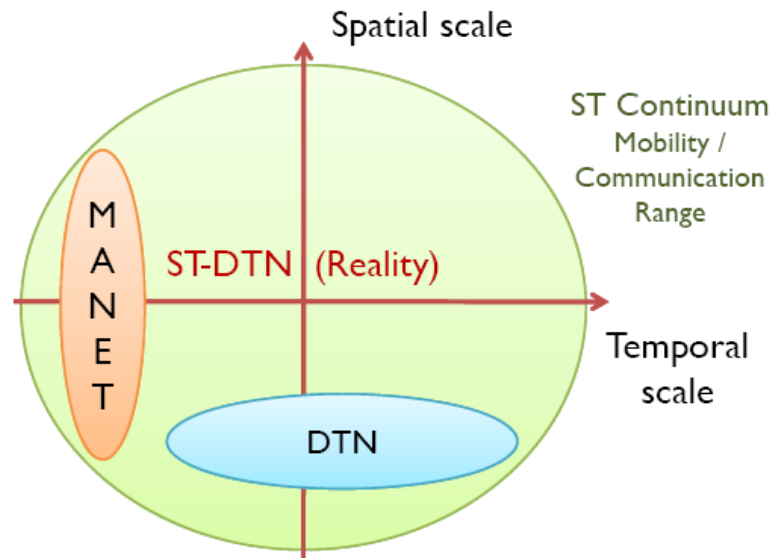 Spatial scale
ST Continuum
Mobility /
Communication
Range
M
A
N
E
T
ST-DTN (Reality)
Temporal
scale
DTN